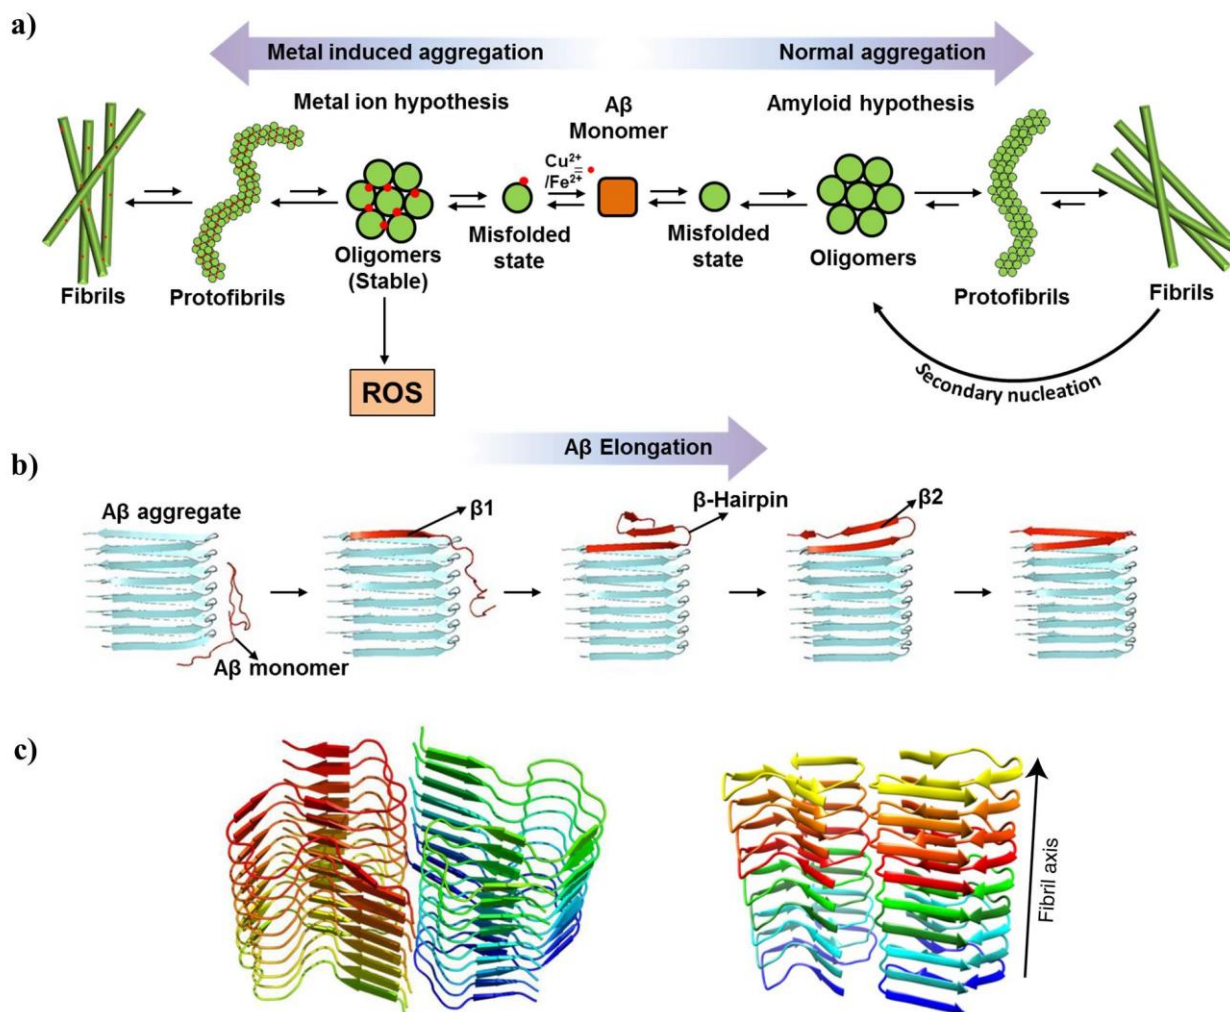 a)
Metal induced aggregation
Normal aggregation
Metal ion hypothesis
Aβ
Monomer
Amyloid hypothesis
Cu²⁺
/Fe²⁺
=
Fibrils
Protofibrils
Oligomers
(Stable)
Misfolded
state
Misfolded
state
Oligomers
Protofibrils
Fibrils
ROS
Secondary nucleation
b)
Aβ Elongation
Aβ aggregate
β1
β-Hairpin
β2
Aβ monomer
c)
Fibril axis